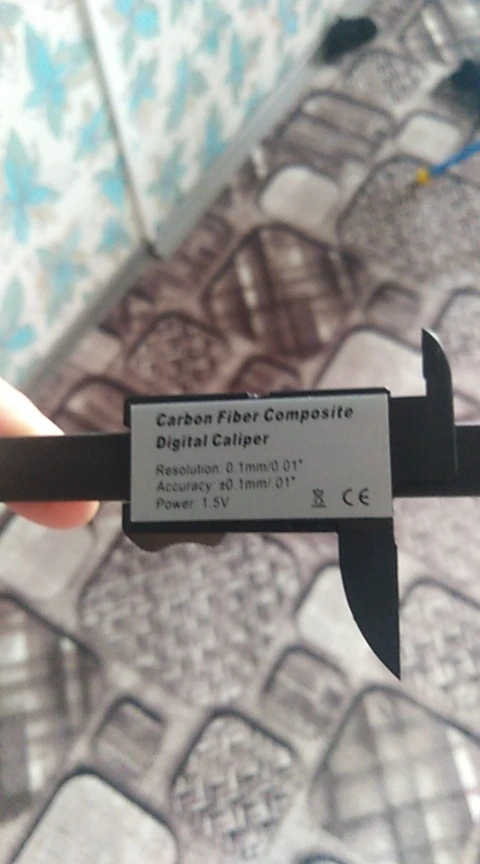 Carbon Fiber Composite
Digital Caliper
Resolution: 0.1mm/0.01"
Accuracy: ±0.1mm/ .01"
Power: 1.5V
CE